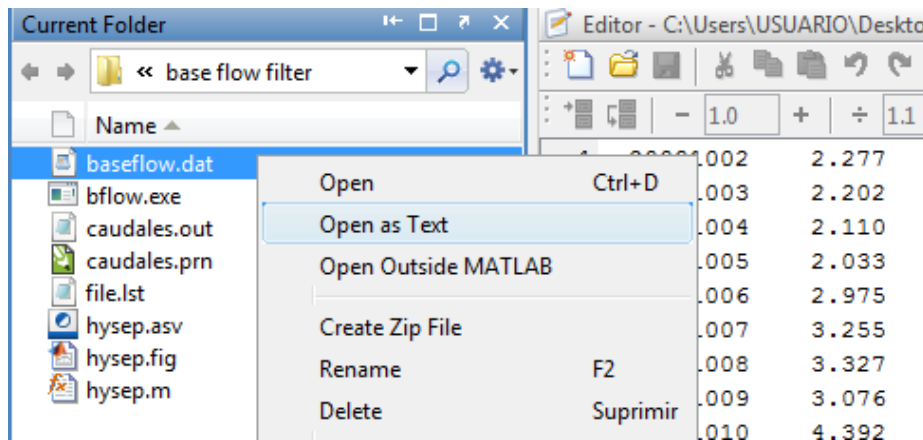 Current Folder
Editor - C:\Users\USUARIO\Deskto
« base flow filter
Name
1.0 + ÷ 1.1
baseflow.dat
bflow.exe
caudales.out
caudales.prn
file.lst
hysep.asv
hysep.fig
hysep.m
Open Ctrl+D
Open as Text
Open Outside MATLAB
Create Zip File
Rename F2
Delete Suprimir
1002 2.277
.003 2.202
.004 2.110
.005 2.033
.006 2.975
.007 3.255
.008 3.327
.009 3.076
.010 4.392